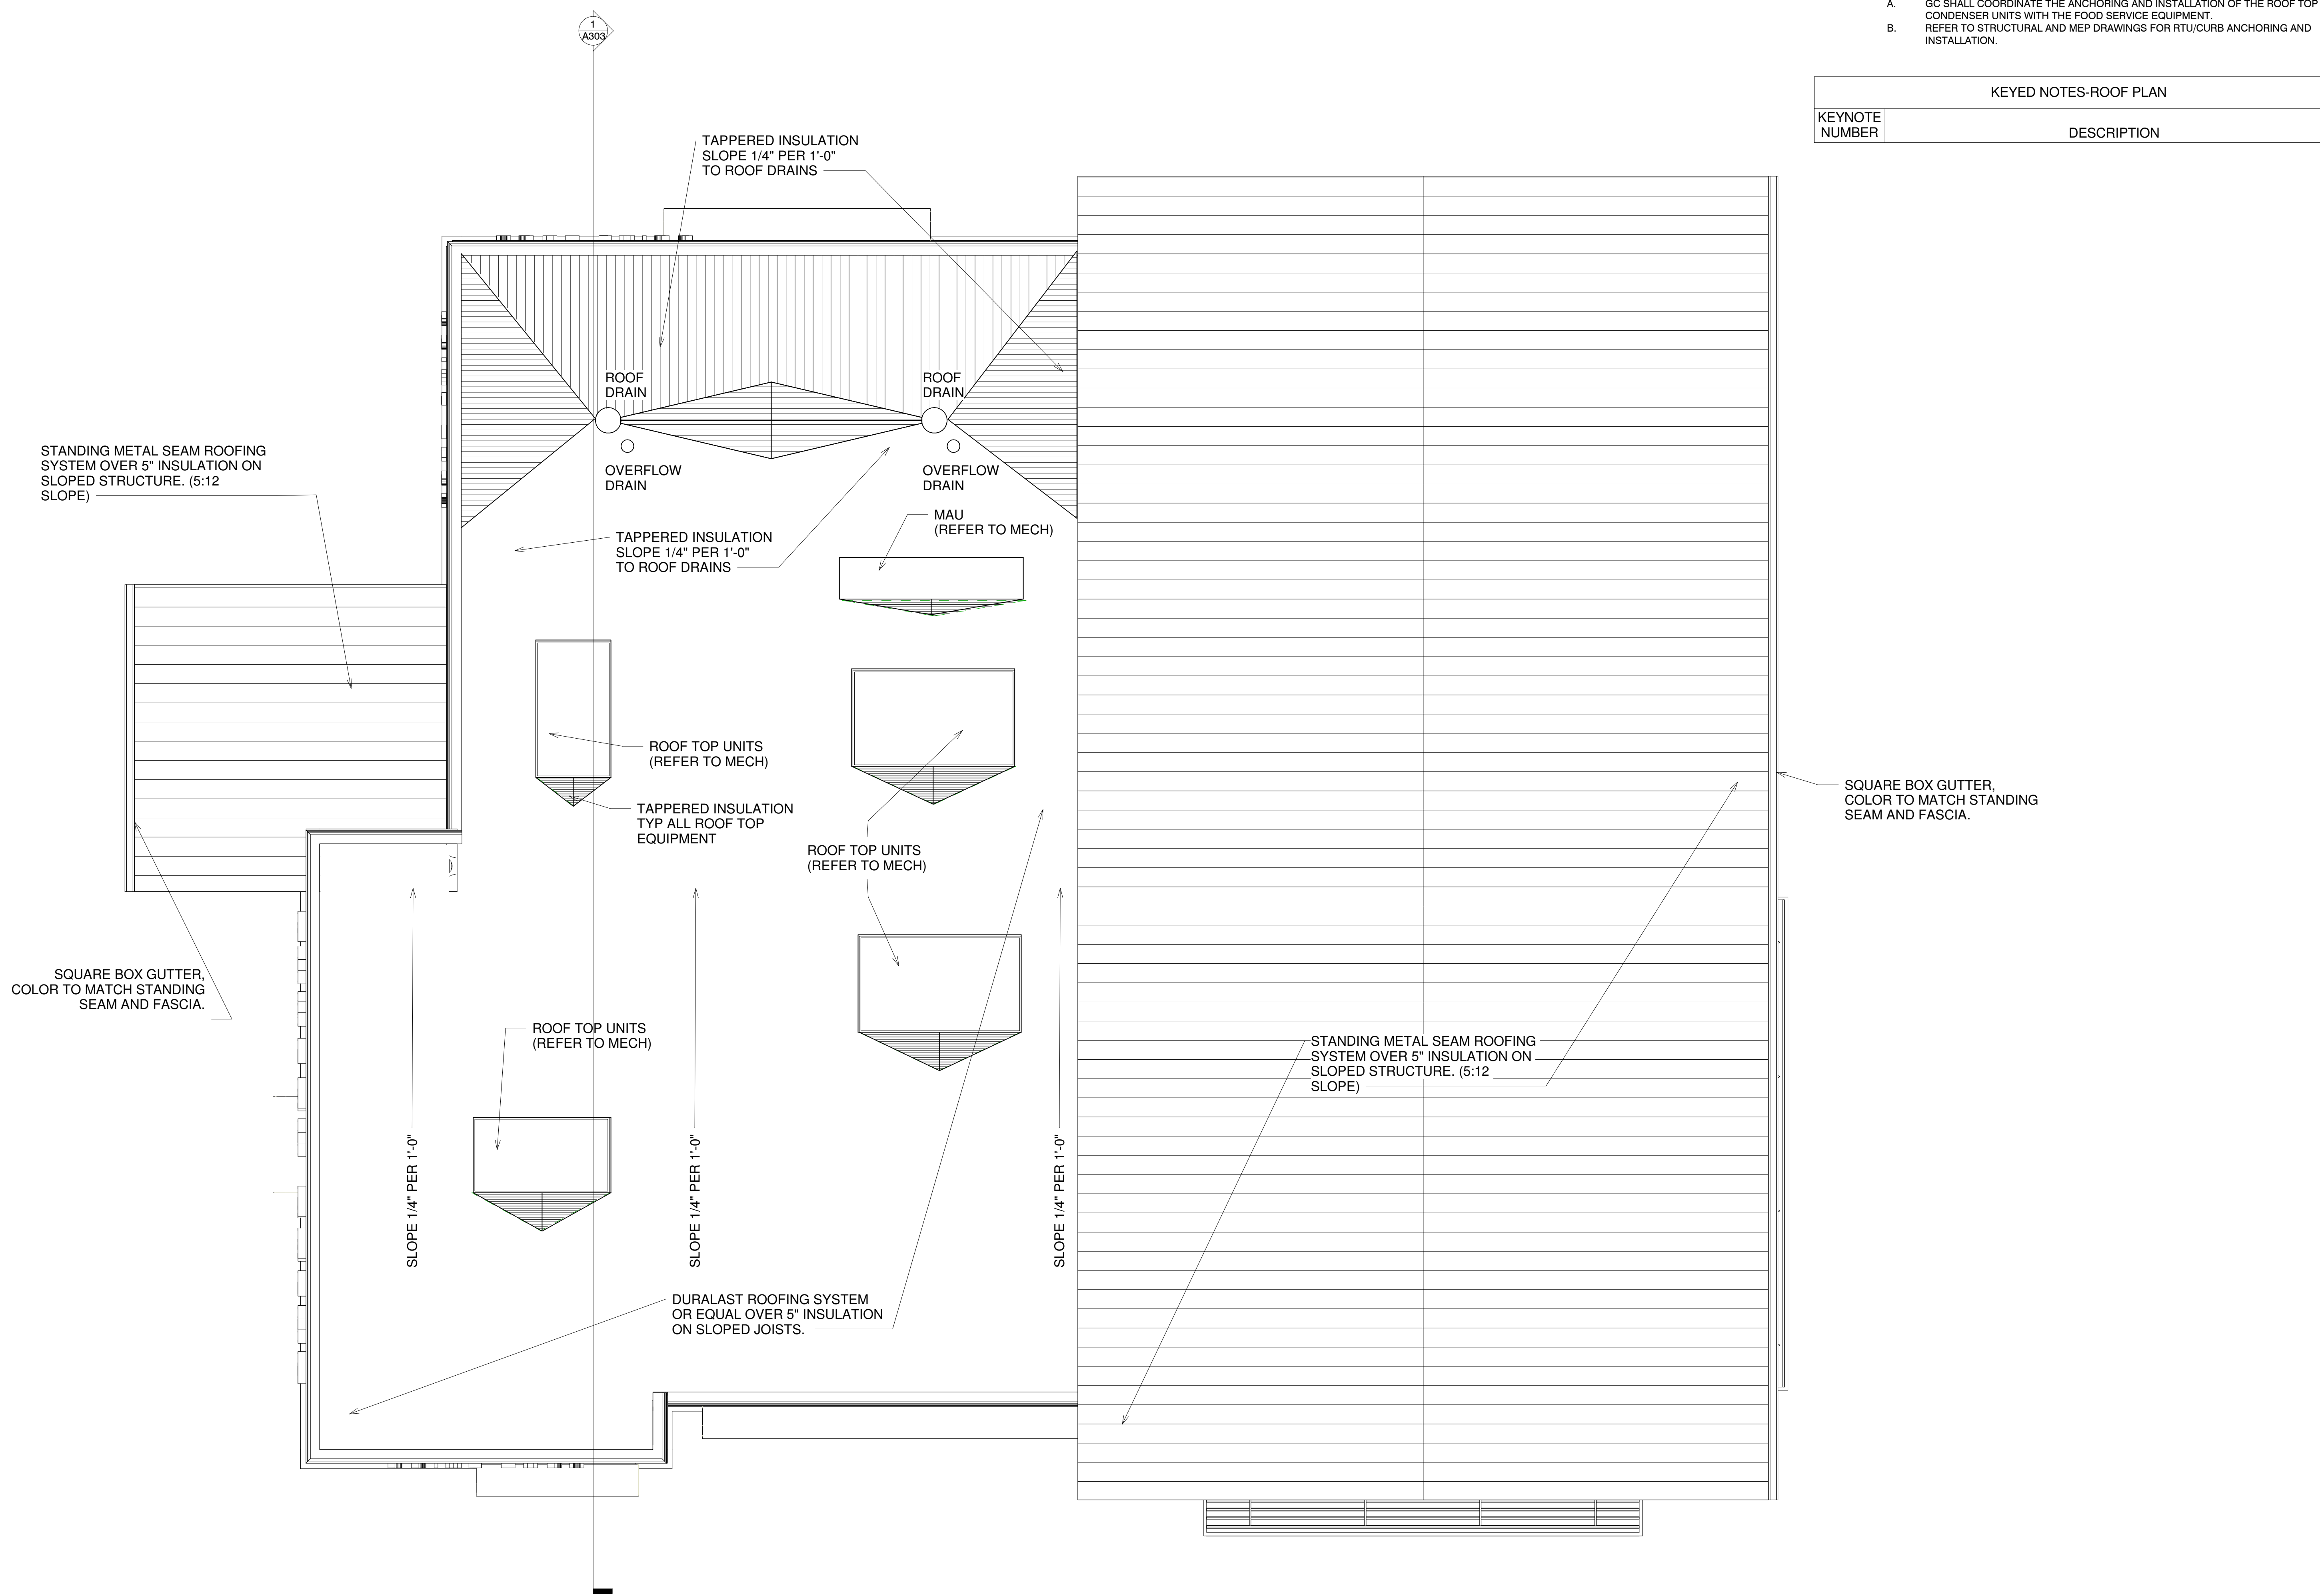 1
A303
A. GC SHALL COORDINATE THE ANCHORING AND INSTALLATION OF THE ROOF TOP
CONDENSER UNITS WITH THE FOOD SERVICE EQUIPMENT.
B. REFER TO STRUCTURAL AND MEP DRAWINGS FOR RTU/CURB ANCHORING AND
INSTALLATION.
KEYED NOTES-ROOF PLAN
KEYNOTE
NUMBER
DESCRIPTION
TAPPERED INSULATION
SLOPE 1/4" PER 1'-0"
TO ROOF DRAINS
ROOF
DRAIN
ROOF
DRAIN
OVERFLOW
DRAIN
OVERFLOW
DRAIN
STANDING METAL SEAM ROOFING
SYSTEM OVER 5" INSULATION ON
SLOPED STRUCTURE. (5:12
SLOPE)
MAU
(REFER TO MECH)
TAPPERED INSULATION
SLOPE 1/4" PER 1'-0"
TO ROOF DRAINS
ROOF TOP UNITS
(REFER TO MECH)
TAPPERED INSULATION
TYP ALL ROOF TOP
EQUIPMENT
ROOF TOP UNITS
(REFER TO MECH)
SQUARE BOX GUTTER,
COLOR TO MATCH STANDING
SEAM AND FASCIA.
SQUARE BOX GUTTER,
COLOR TO MATCH STANDING
SEAM AND FASCIA.
ROOF TOP UNITS
(REFER TO MECH)
STANDING METAL SEAM ROOFING
SYSTEM OVER 5" INSULATION ON
SLOPED STRUCTURE. (5:12
SLOPE)
SLOPE 1/4" PER 1'-0"
SLOPE 1/4" PER 1'-0"
SLOPE 1/4" PER 1'-0"
DURALAST ROOFING SYSTEM
OR EQUAL OVER 5" INSULATION
ON SLOPED JOISTS.